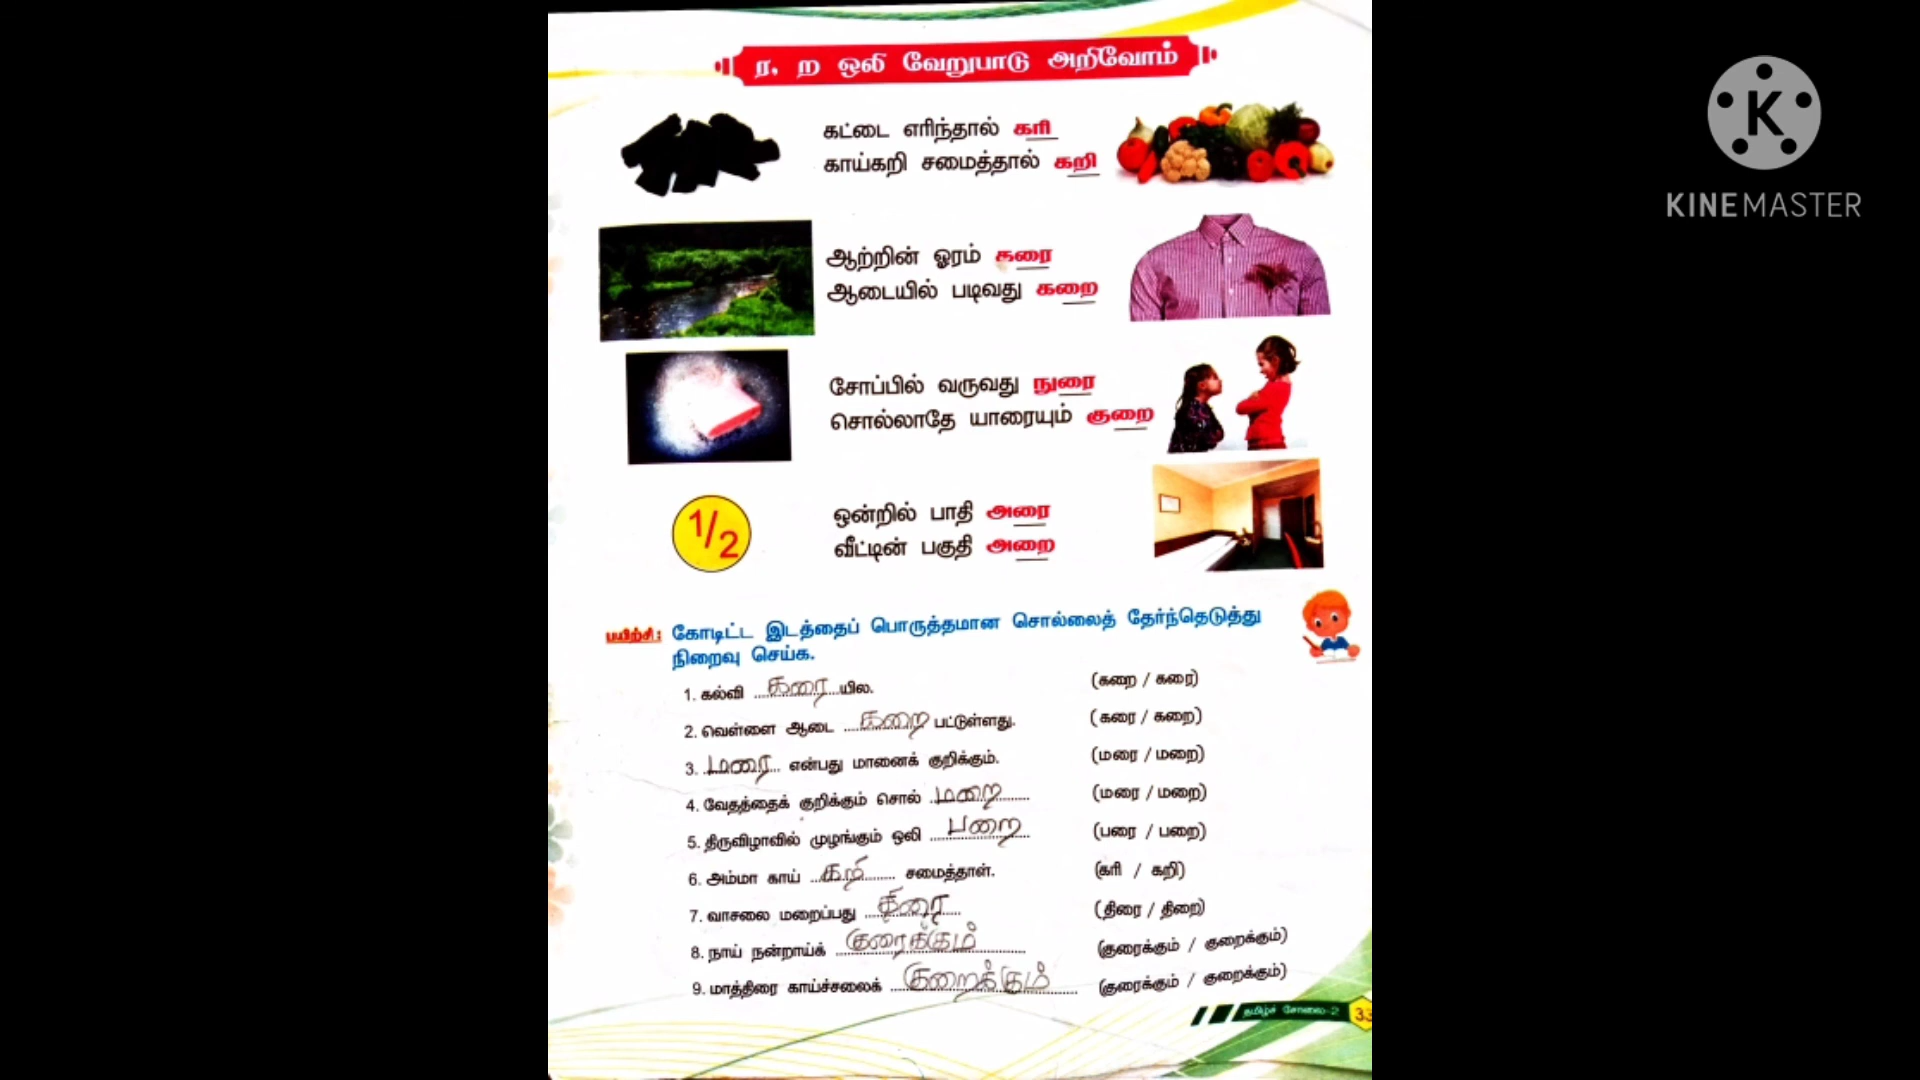 ர, ற ஒலி வேறுபாடு அறிவோம்
கட்டை எரிந்தால் கரி
காய்கறி சமைத்தால் கறி
ஆற்றின் ஓரம் கரை
ஆடையில் படிவது கறை
சோப்பில் வருவது நுரை
சொல்லாதே யாரையும் குறை
1/2
ஒன்றில் பாதி அரை
வீட்டின் பகுதி அறை
பயிற்சி: கோடிட்ட இடத்தைப் பொருத்தமான சொல்லைத் தேர்ந்தெடுத்து
நிறைவு செய்க.
1. கல்வி கரை யில. (கறை / கரை)
2. வெள்ளை ஆடை கறை பட்டுள்ளது. (கரை / கறை)
3. மரை என்பது மானைக் குறிக்கும். (மரை / மறை)
4. வேதத்தைக் குறிக்கும் சொல் மறை (மரை / மறை)
5. திருவிழாவில் முழங்கும் ஒலி பறை (பரை / பறை)
6. அம்மா காய் கறி சமைத்தாள். (கரி / கறி)
7. வாசலை மறைப்பது திரை (திரை / திறை)
8. நாய் நன்றாய்க் குரைக்கும் (குரைக்கும் / குறைக்கும்)
9. மாத்திரை காய்ச்சலைக் குறைக்கும் (குரைக்கும் / குறைக்கும்)
தமிழ்ச் சோலை-2 33
KINEMASTER